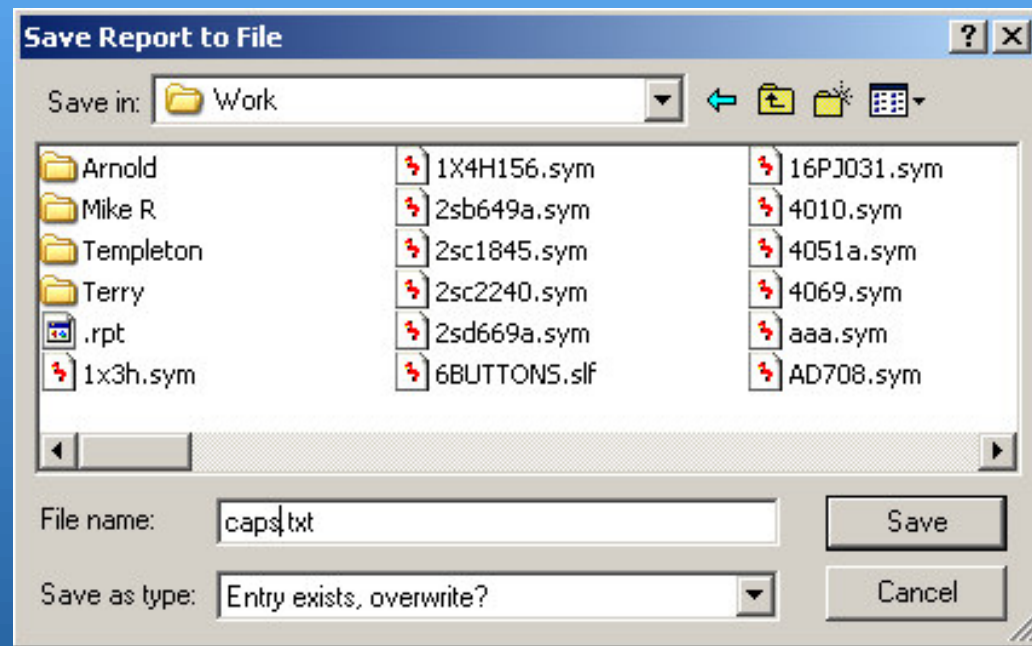 Save Report to File
Save in: Work
Arnold
Mike R
Templeton
Terry
.rpt
1x3h.sym
1X4H156.sym
2sb649a.sym
2sc1845.sym
2sc2240.sym
2sd669a.sym
6BUTTONS.slf
16PJ031.sym
4010.sym
4051a.sym
4069.sym
aaa.sym
AD708.sym
File name: caps.txt
Save
Save as type: Entry exists, overwrite?
Cancel